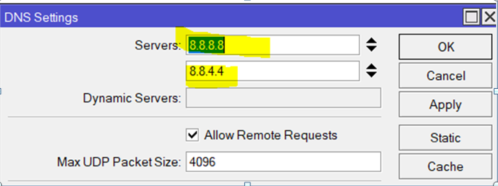 DNS Settings
Servers: 8.8.8.8
OK
8.8.4.4
Cancel
Dynamic Servers:
Apply
Allow Remote Requests
Static
Max UDP Packet Size: 4096
Cache